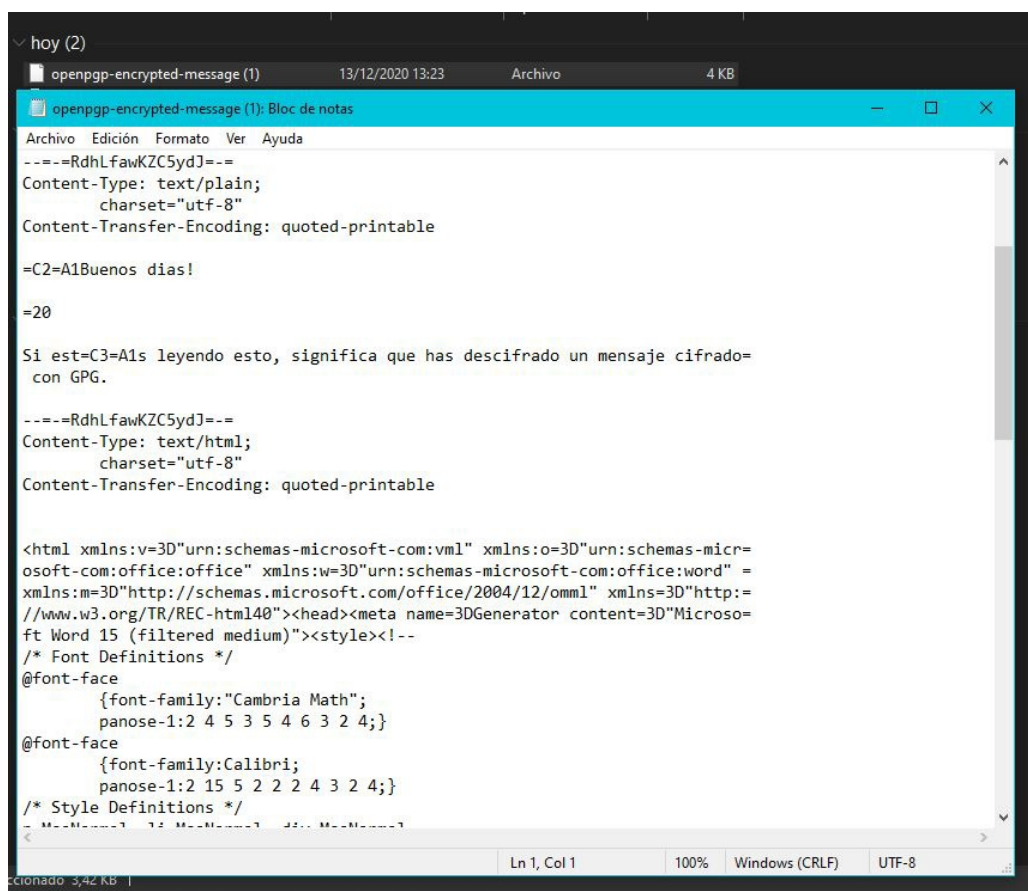 hoy (2)
openpgp-encrypted-message (1) 13/12/2020 13:23 Archivo 4 KB
openpgp-encrypted-message (1): Bloc de notas
Archivo Edición Formato Ver Ayuda
--=-=RdhLfawKZC5ydJ=-=
Content-Type: text/plain;
charset="utf-8"
Content-Transfer-Encoding: quoted-printable
=C2=A1Buenos dias!
=20
Si est=C3=A1s leyendo esto, significa que has descifrado un mensaje cifrado=
con GPG.
--=-=RdhLfawKZC5ydJ=-=
Content-Type: text/html;
charset="utf-8"
Content-Transfer-Encoding: quoted-printable
<html xmlns:v=3D"urn:schemas-microsoft-com:vml" xmlns:o=3D"urn:schemas-micr=
osoft-com:office:office" xmlns:w=3D"urn:schemas-microsoft-com:office:word" =
xmlns:m=3D"http://schemas.microsoft.com/office/2004/12/omml" xmlns=3D"http:=
//www.w3.org/TR/REC-html40"><head><meta name=3DGenerator content=3D"Microso=
ft Word 15 (filtered medium)"><style><!--
/* Font Definitions */
@font-face
{font-family:"Cambria Math";
panose-1:2 4 5 3 5 4 6 3 2 4;}
@font-face
{font-family:Calibri;
panose-1:2 15 5 2 2 2 4 3 2 4;}
/* Style Definitions */
Ln 1, Col 1 100% Windows (CRLF) UTF-8
3,42 KB